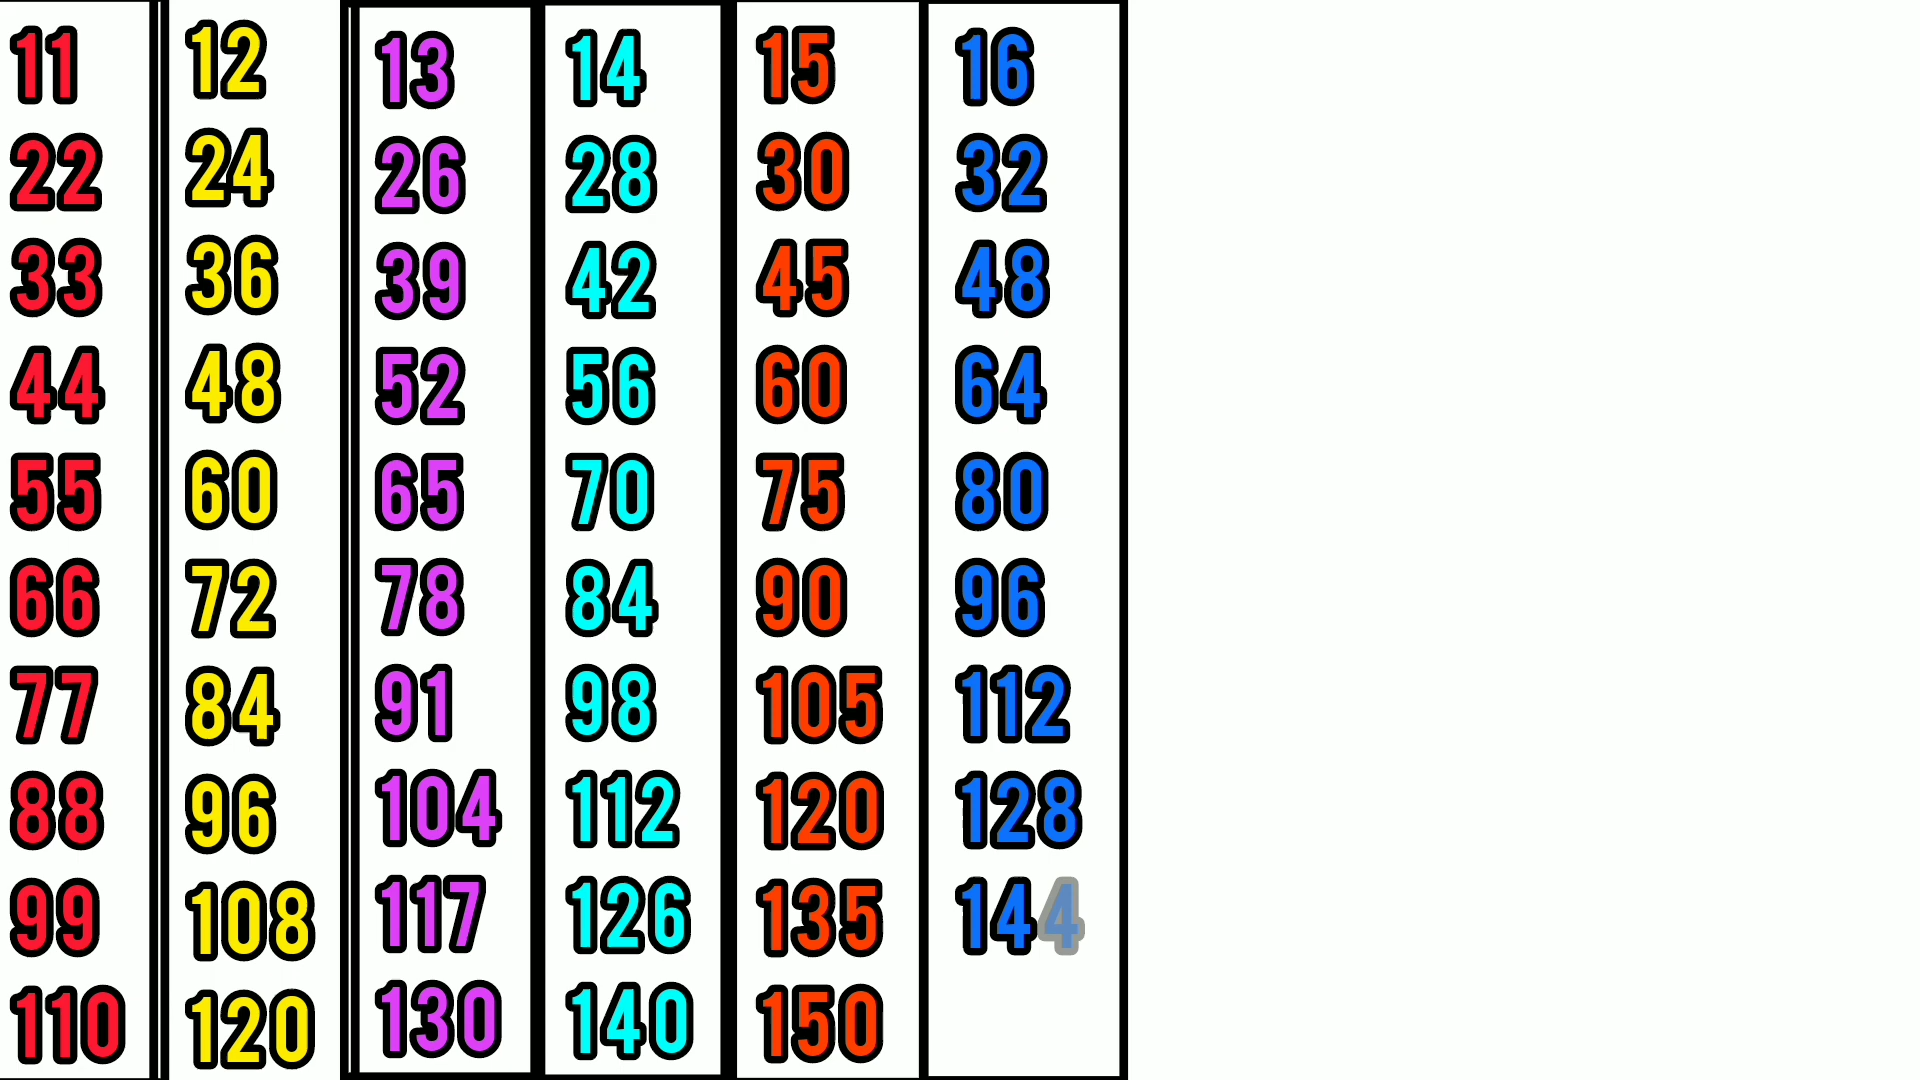 11 12 13 14 15 16
22 24 26 28 30 32
33 36 39 42 45 48
44 48 52 56 60 64
55 60 65 70 75 80
66 72 78 84 90 96
77 84 91 98 105 112
88 96 104 112 120 128
99 108 117 126 135 144
110 120 130 140 150